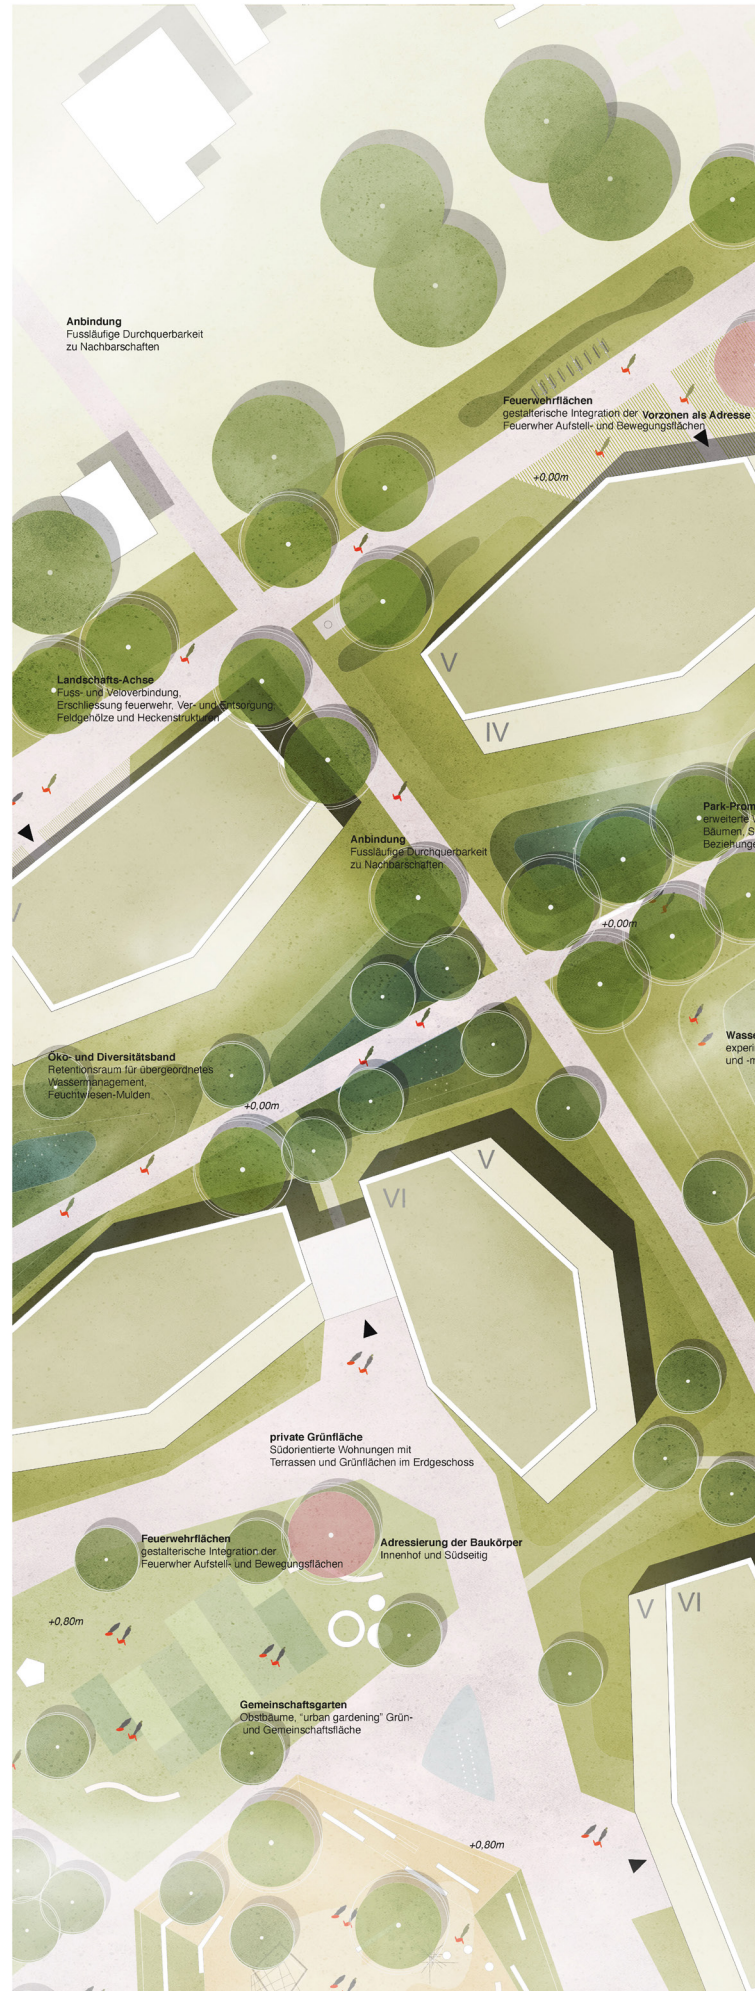 Anbindung
Fussläufige Durchquerbarkeit
zu Nachbarschaften
Feuerwehrflächen
gestalterische Integration der
Feuerwher Aufstell- und Bewegungsflächen
Vorzonen als Adresse
+0,00m
V
IV
Landschafts-Achse
Fuss- und Veloverbindung,
Erschliessung feuerwehr, Ver- und Entsorgung,
Feldgehölze und Heckenstrukturen
Park-Prom
erweiterte
Bäumen, S
Beziehunge
Anbindung
Fussläufige Durchquerbarkeit
zu Nachbarschaften
+0,00m
Wasse
experi
und -m
Öko- und Diversitätsband
Retentionsraum für übergeordnetes
Wassermanagement,
Feuchtwiesen-Mulden
+0,00m
V
VI
private Grünfläche
Südorientierte Wohnungen mit
Terrassen und Grünflächen im Erdgeschoss
Feuerwehrflächen
gestalterische Integration der
Feuerwher Aufstell- und Bewegungsflächen
Adressierung der Baukörper
Innenhof und Südseitig
V
VI
+0,80m
Gemeinschaftsgarten
Obstbäume, "urban gardening" Grün-
und Gemeinschaftsfläche
+0,80m